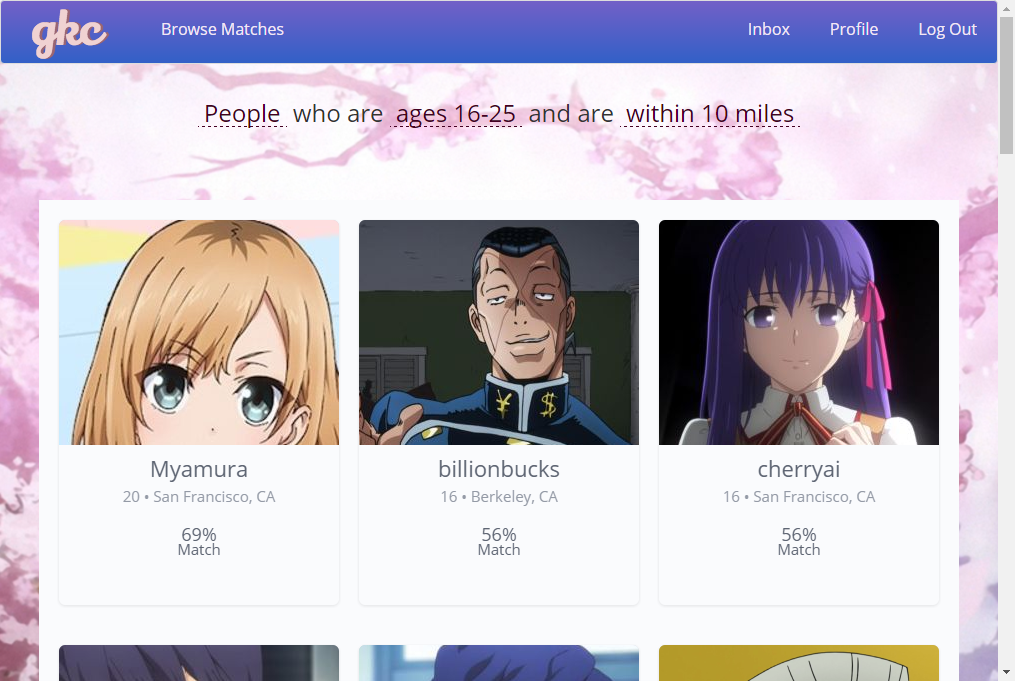 gkc Browse Matches Inbox Profile Log Out
People who are ages 16-25 and are within 10 miles
¥ $
Myamura billionbucks cherryai
20 • San Francisco, CA 16 • Berkeley, CA 16 • San Francisco, CA
69% 56% 56%
Match Match Match